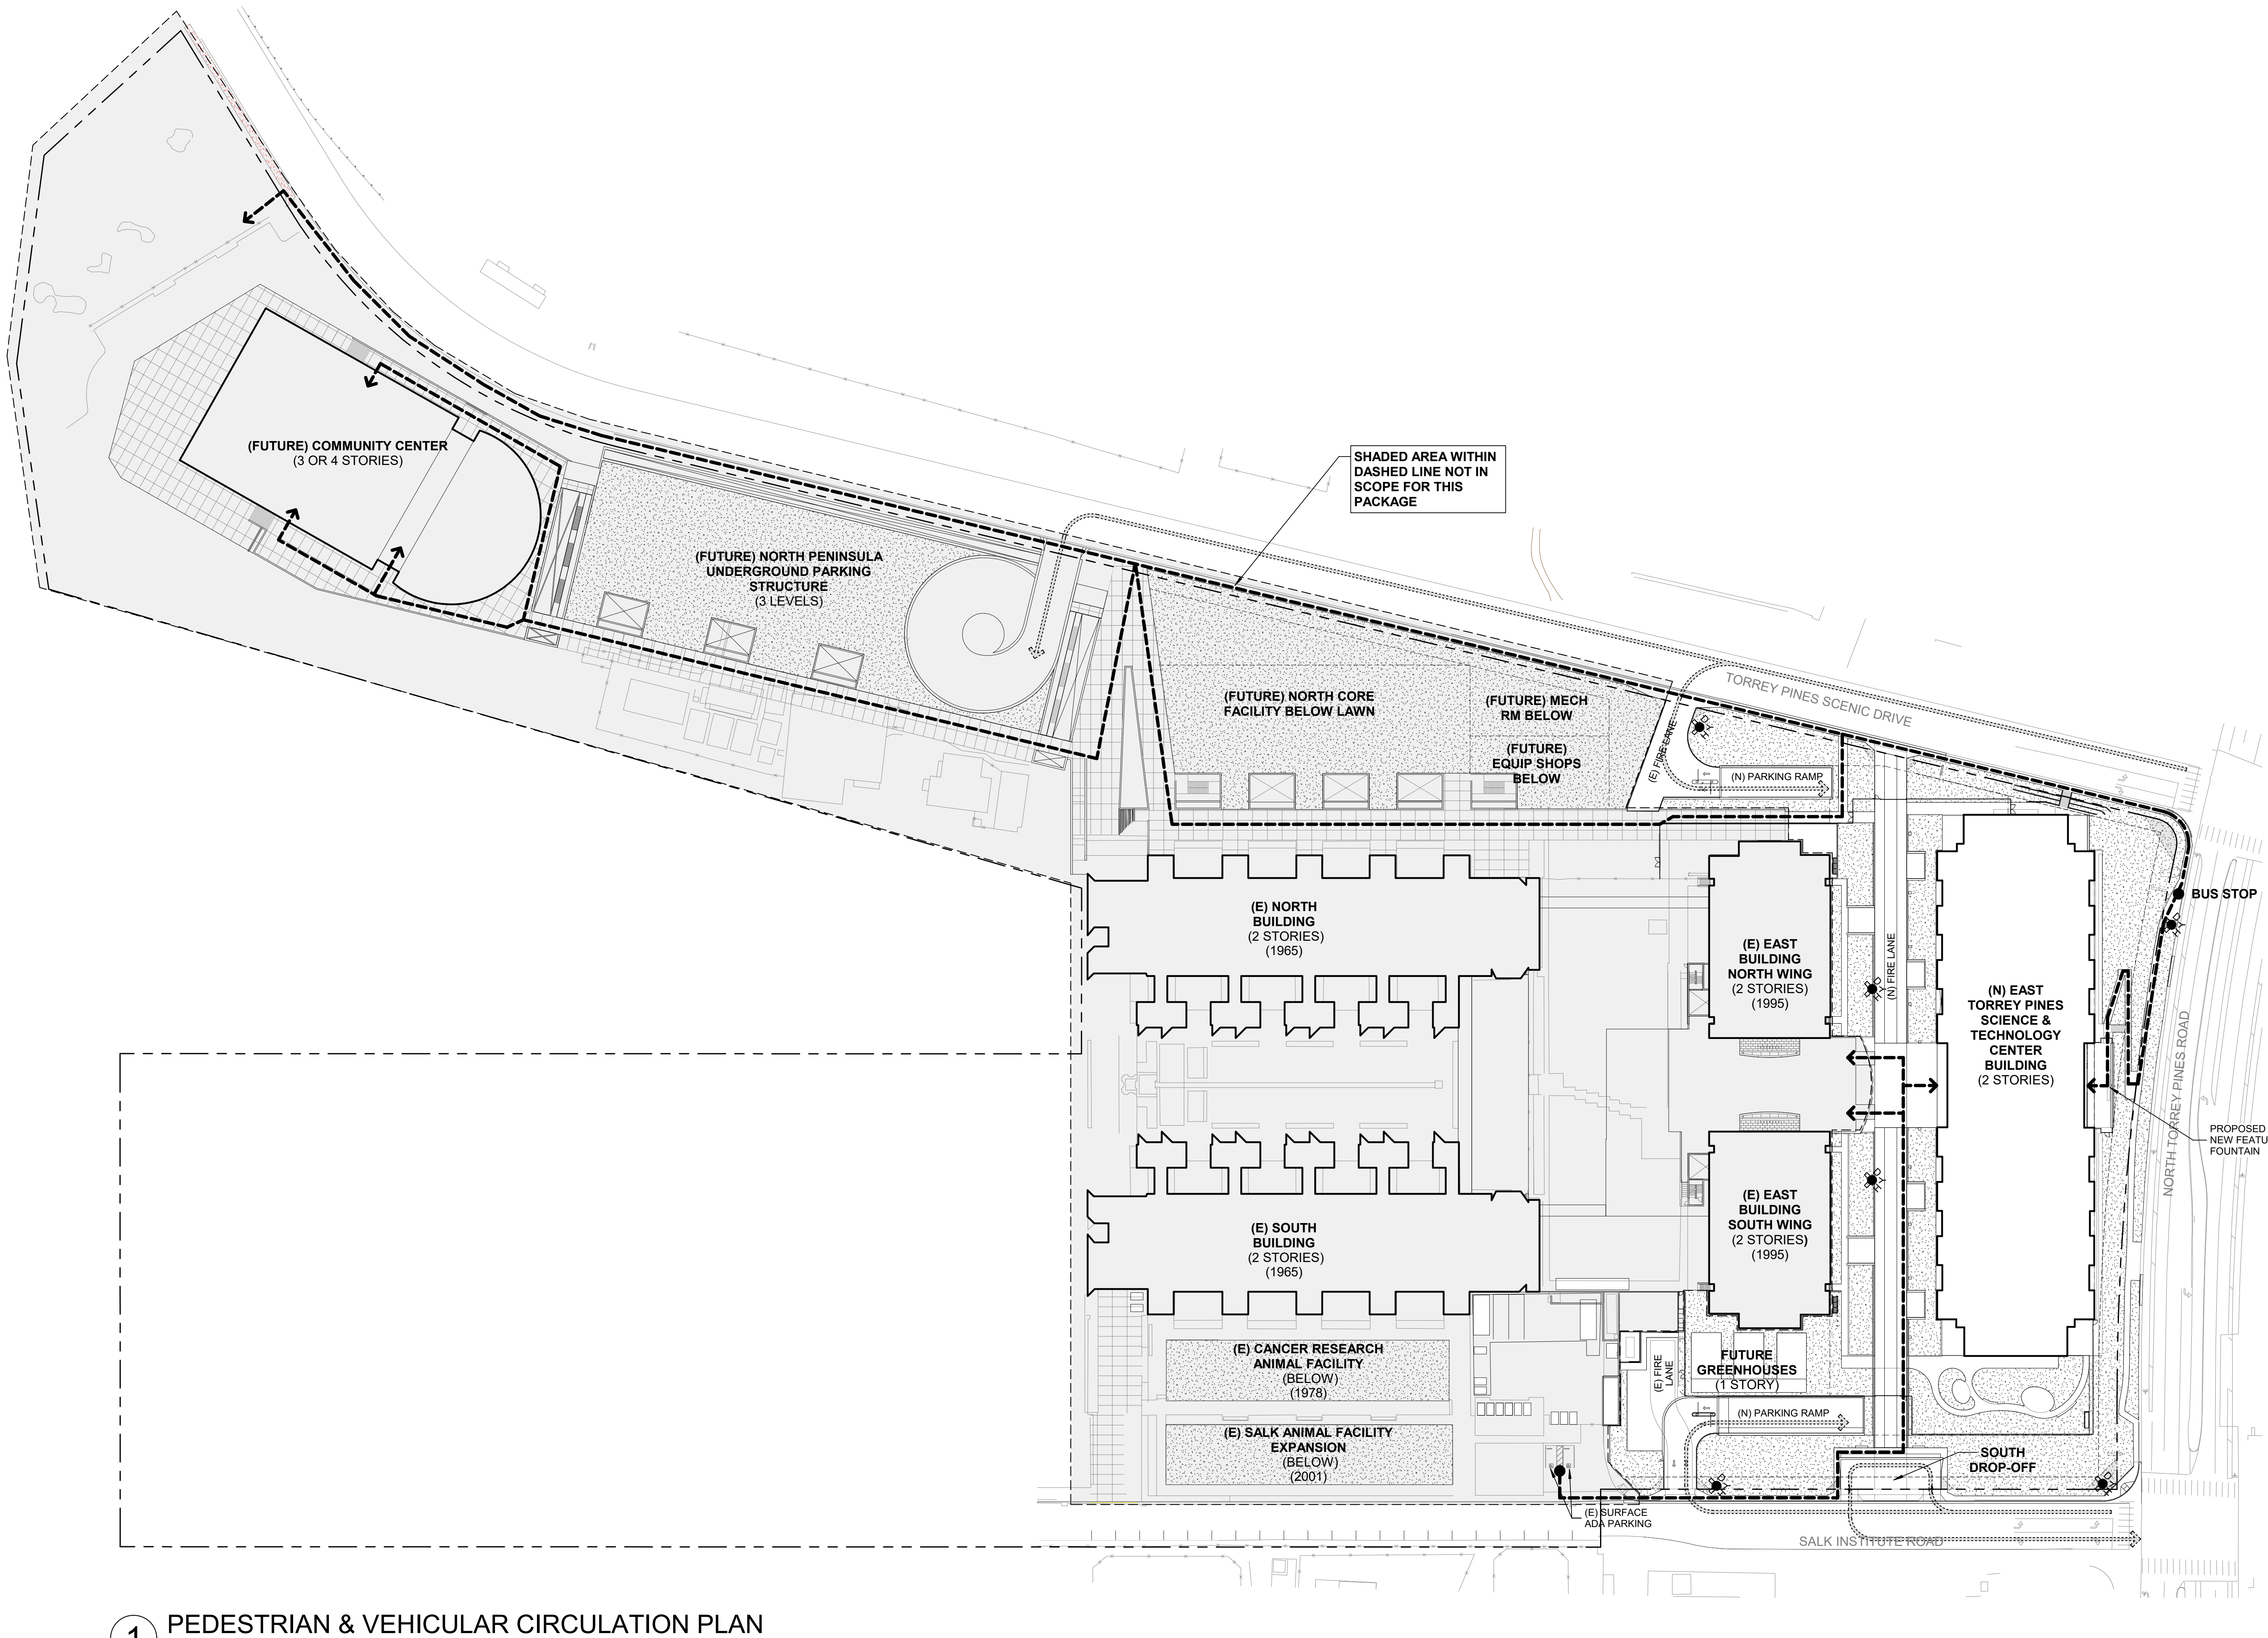 (FUTURE) COMMUNITY CENTER
(3 OR 4 STORIES)
SHADED AREA WITHIN
DASHED LINE NOT IN
SCOPE FOR THIS
PACKAGE
(FUTURE) NORTH PENINSULA
UNDERGROUND PARKING
STRUCTURE
(3 LEVELS)
(FUTURE) NORTH CORE
FACILITY BELOW LAWN
(FUTURE) MECH
RM BELOW
(FUTURE)
EQUIP SHOPS
BELOW
(E) FIRE LANE
TORREY PINES SCENIC DRIVE
HYD
(N) PARKING RAMP
BUS STOP
HYD
(E) NORTH
BUILDING
(2 STORIES)
(1965)
(E) EAST
BUILDING
NORTH WING
(2 STORIES)
(1995)
(N) FIRE LANE
HYD
(N) EAST
TORREY PINES
SCIENCE &
TECHNOLOGY
CENTER
BUILDING
(2 STORIES)
NORTH TORREY PINES ROAD
PROPOSED
NEW FEATU
FOUNTAIN
HYD
(E) SOUTH
BUILDING
(2 STORIES)
(1965)
(E) EAST
BUILDING
SOUTH WING
(2 STORIES)
(1995)
(E) CANCER RESEARCH
ANIMAL FACILITY
(BELOW)
(1978)
(E) FIRE
LANE
FUTURE
GREENHOUSES
(1 STORY)
(N) PARKING RAMP
(E) SALK ANIMAL FACILITY
EXPANSION
(BELOW)
(2001)
SOUTH
DROP-OFF
HYD
HYD
(E) SURFACE
ADA PARKING
SALK INSTITUTE ROAD
1
PEDESTRIAN & VEHICULAR CIRCULATION PLAN